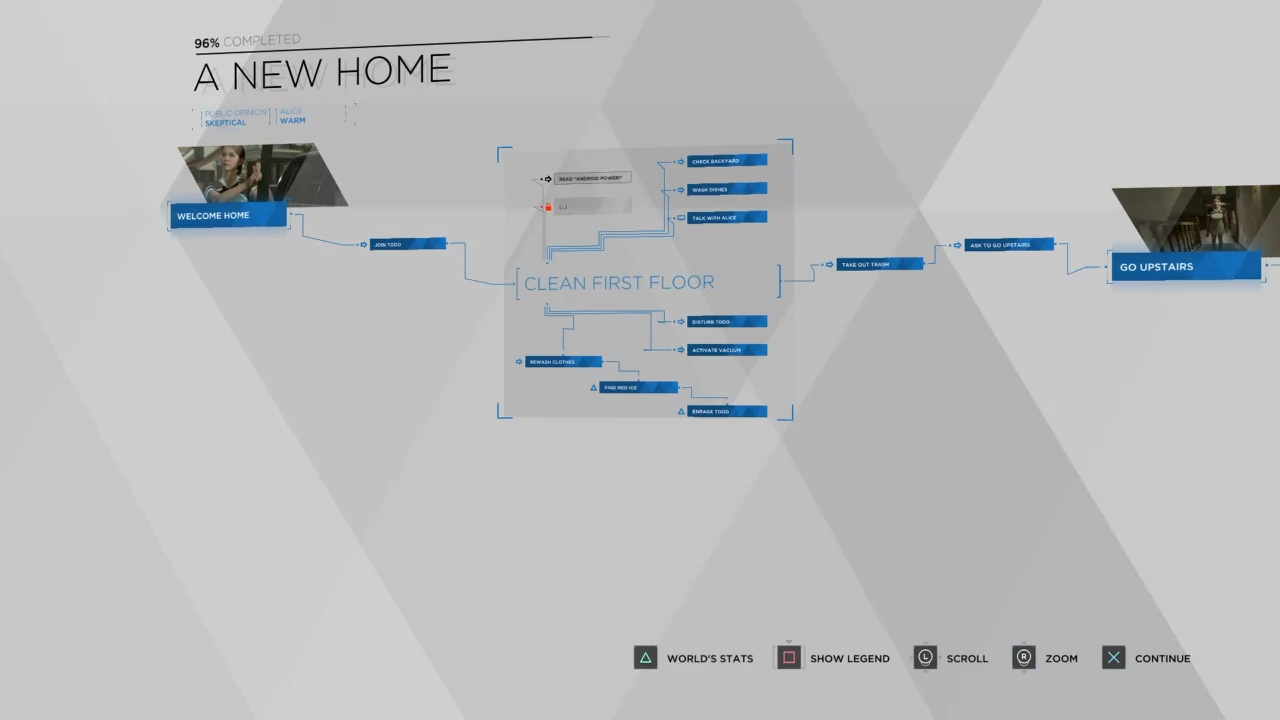 96% COMPLETED
A NEW HOME
PUBLIC OPINION
SKEPTICAL
ALICE
WARM
WELCOME HOME
JOIN TODD
READ "ANDROID POWER!"
[...]
CHECK BACKYARD
WASH DISHES
TALK WITH ALICE
CLEAN FIRST FLOOR
DISTURB TODD
ACTIVATE VACUUM
REWASH CLOTHES
FIND RED ICE
ENRAGE TODD
TAKE OUT TRASH
ASK TO GO UPSTAIRS
GO UPSTAIRS
WORLD'S STATS
SHOW LEGEND
L SCROLL
R ZOOM
CONTINUE